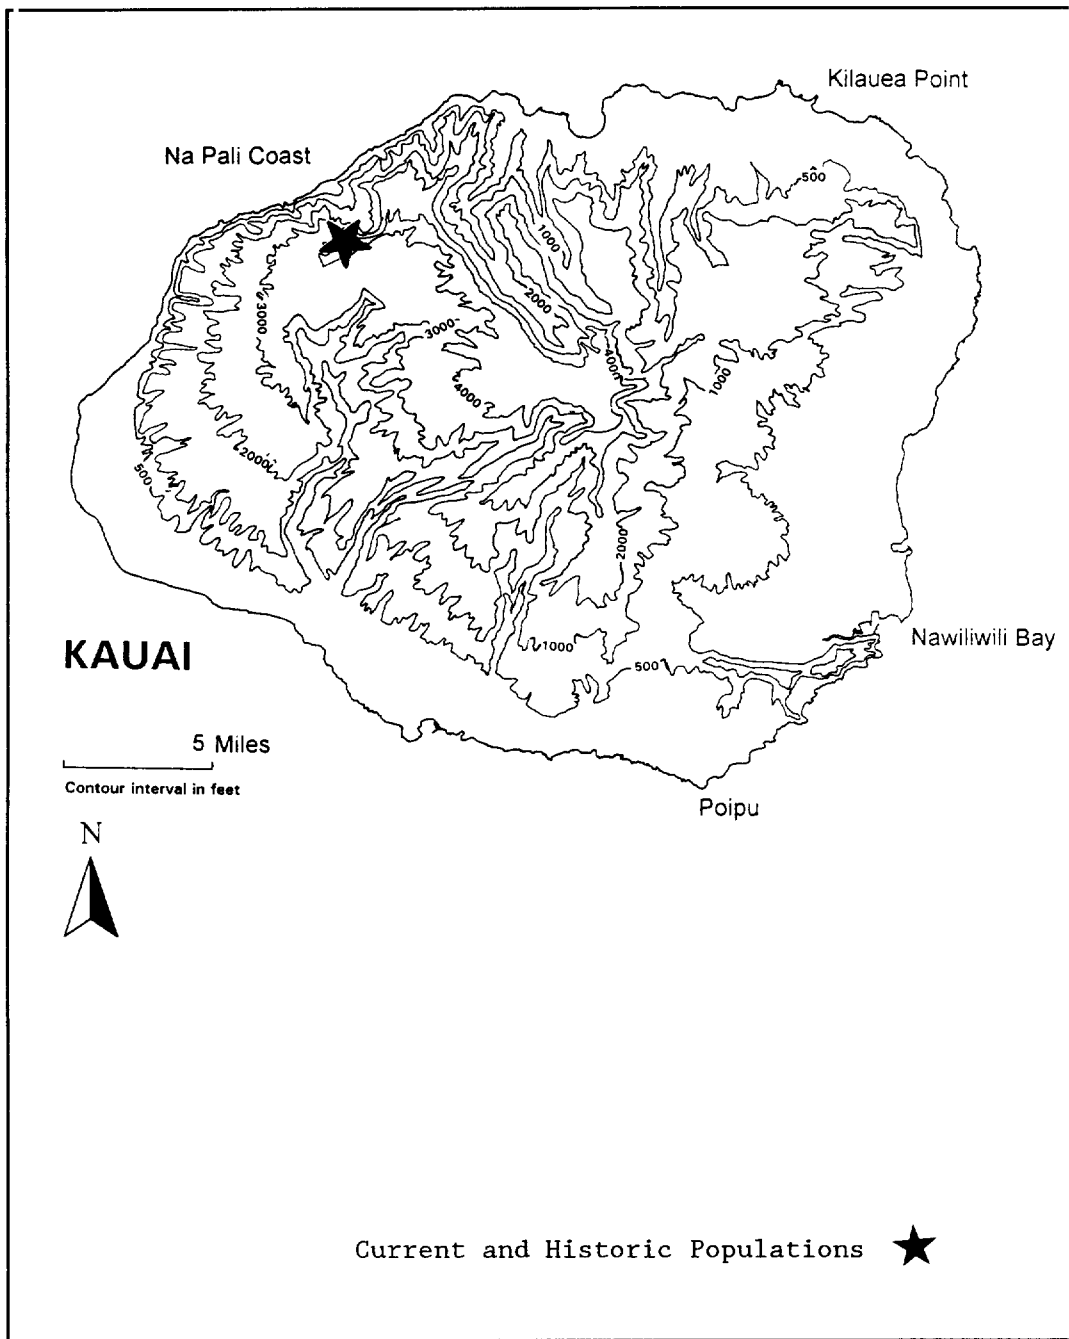 Kilauea Point
Na Pali Coast
500
1000
2000
3000
3000
4000
4000
1000
2000
500
2000
1000
500
Nawiliwili Bay
KAUAI
5 Miles
Contour interval in feet
Poipu
N
Current and Historic Populations